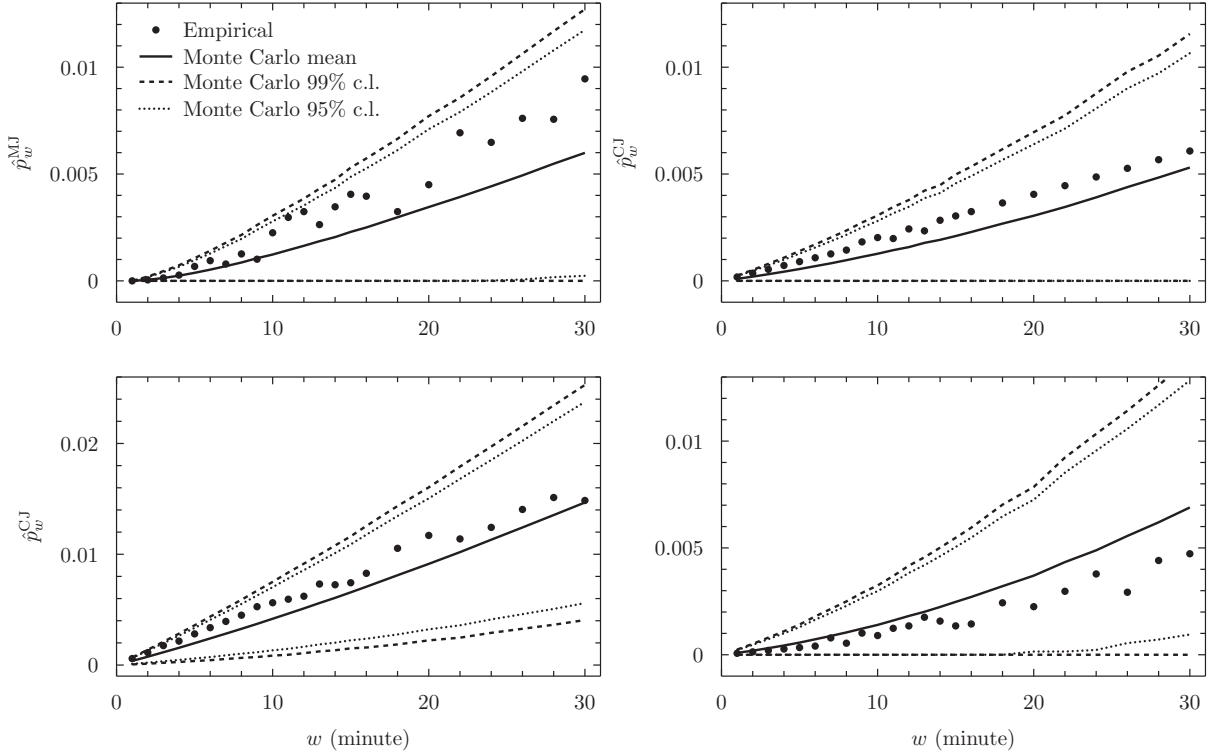 Empirical
Monte Carlo mean
Monte Carlo 99% c.l.
Monte Carlo 95% c.l.
0.01
0.005
0
p̂_w^MJ
0 10 20 30
0.01
0.005
0
p̂_w^CJ
0 10 20 30
0.02
0.01
0
p̂_w^CJ
0 10 20 30
w (minute)
0.01
0.005
0
0 10 20 30
w (minute)